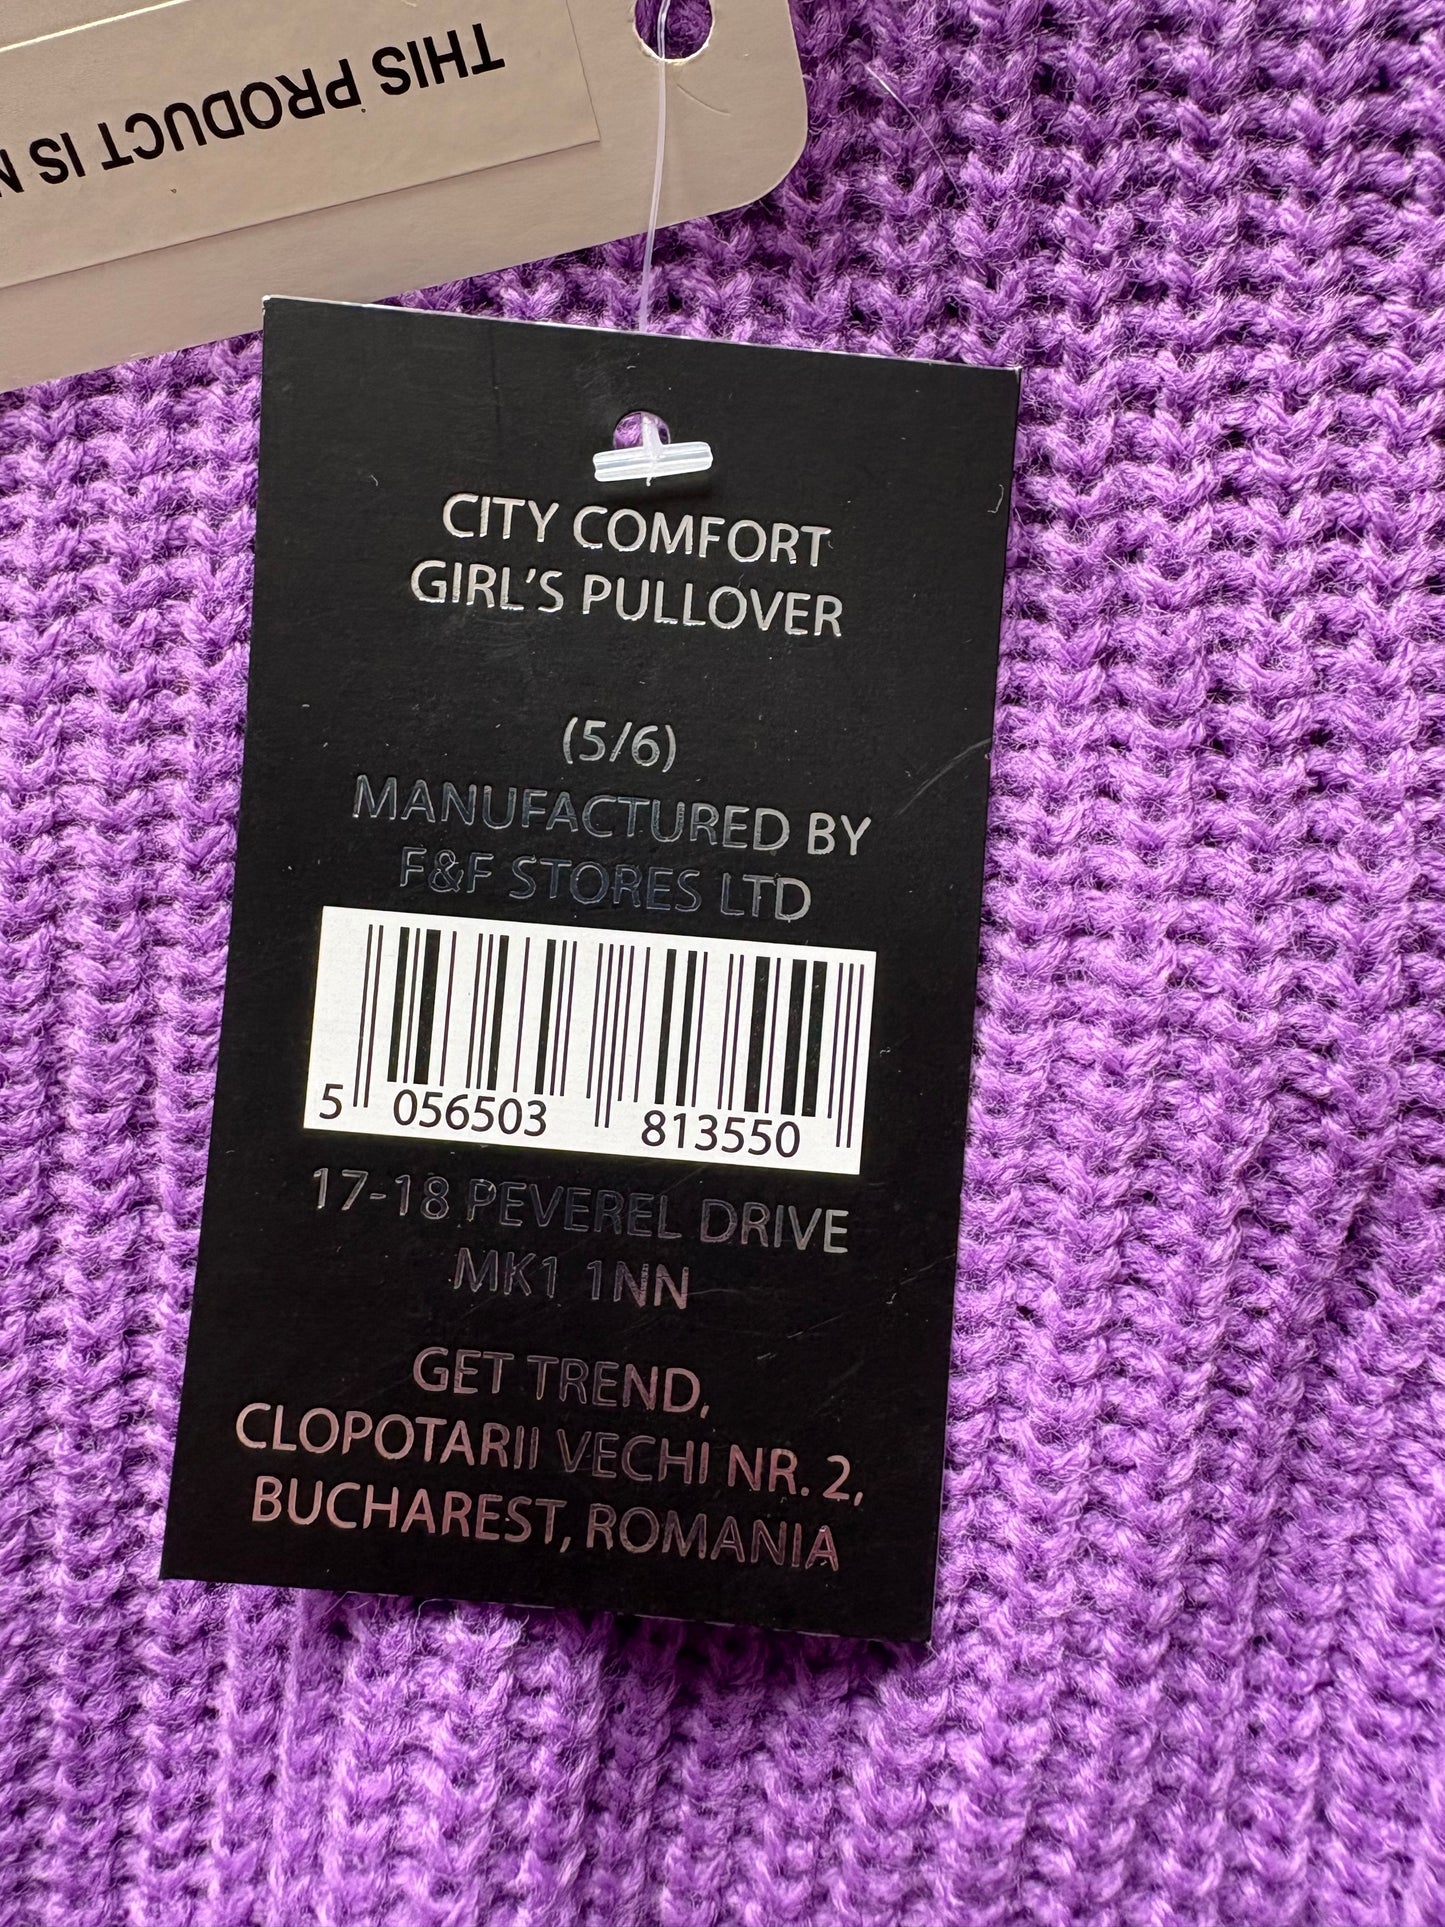 THIS PRODUCT IS
CITY COMFORT
GIRL'S PULLOVER
(5/6)
MANUFACTURED BY
F&F STORES LTD
5 056503 813550
17-18 PEVEREL DRIVE
MK1 1NN
GET TREND,
CLOPOTARII VECHI NR. 2,
BUCHAREST, ROMANIA